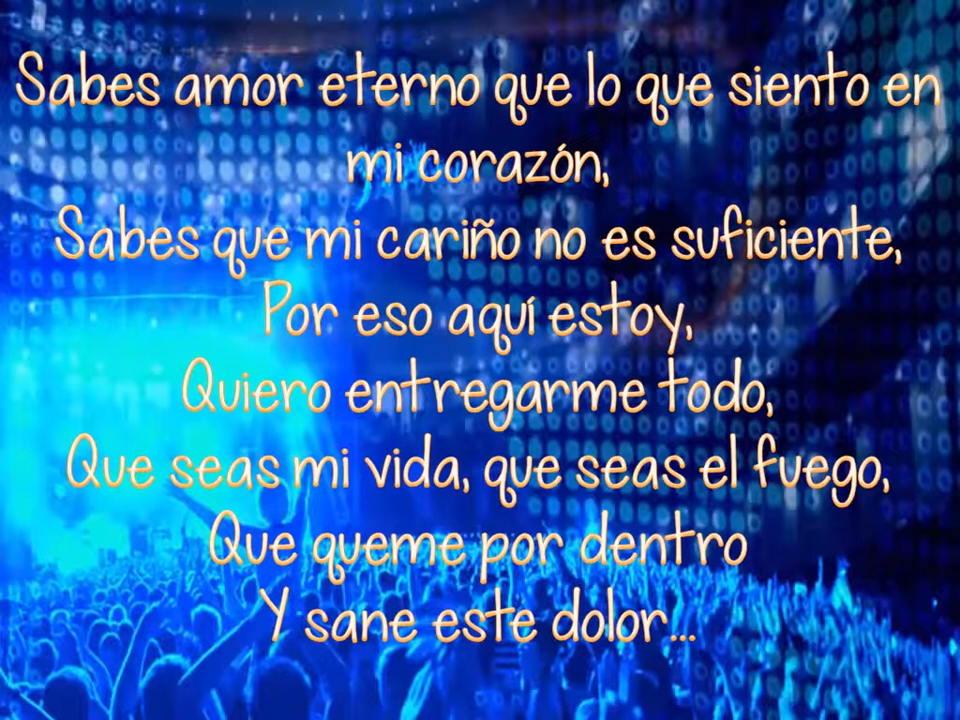 Sabes amor eterno que lo que siento en
mi corazón,
Sabes que mi cariño no es suficiente,
Por eso aquí estoy,
Quiero entregarme todo,
Que seas mi vida, que seas el fuego,
Que queme por dentro
Y sane este dolor...